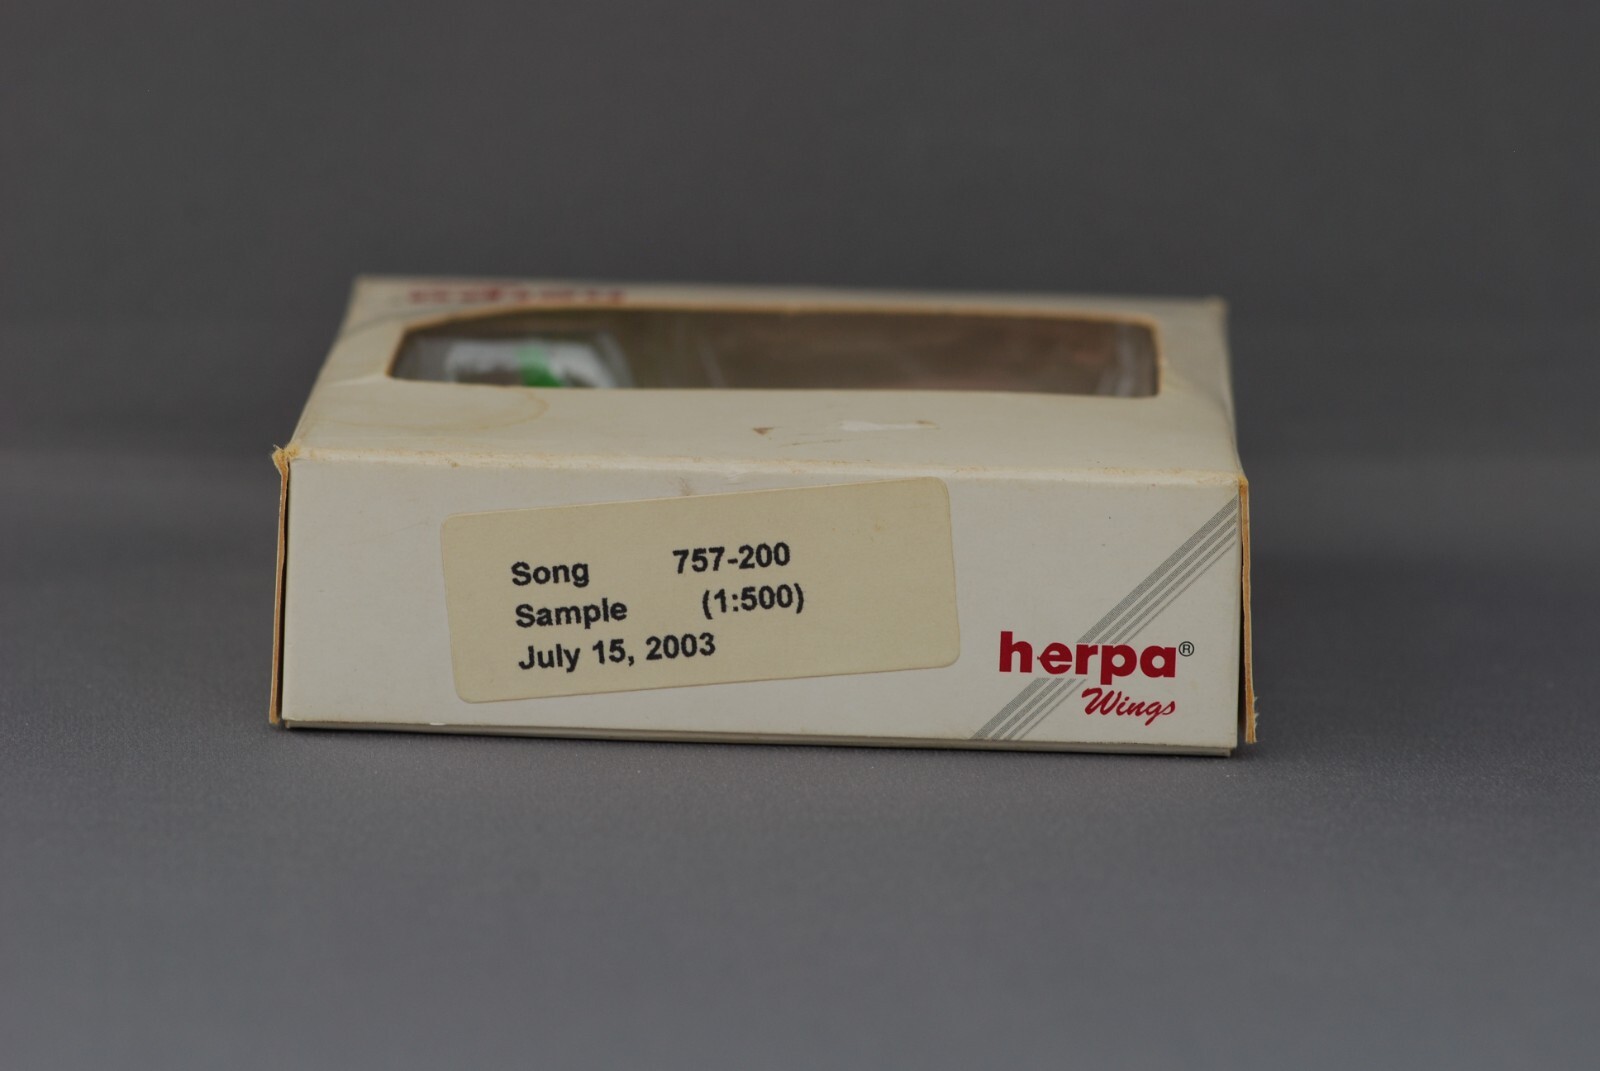 Song 757-200
Sample (1:500)
July 15, 2003
herpa®
Wings